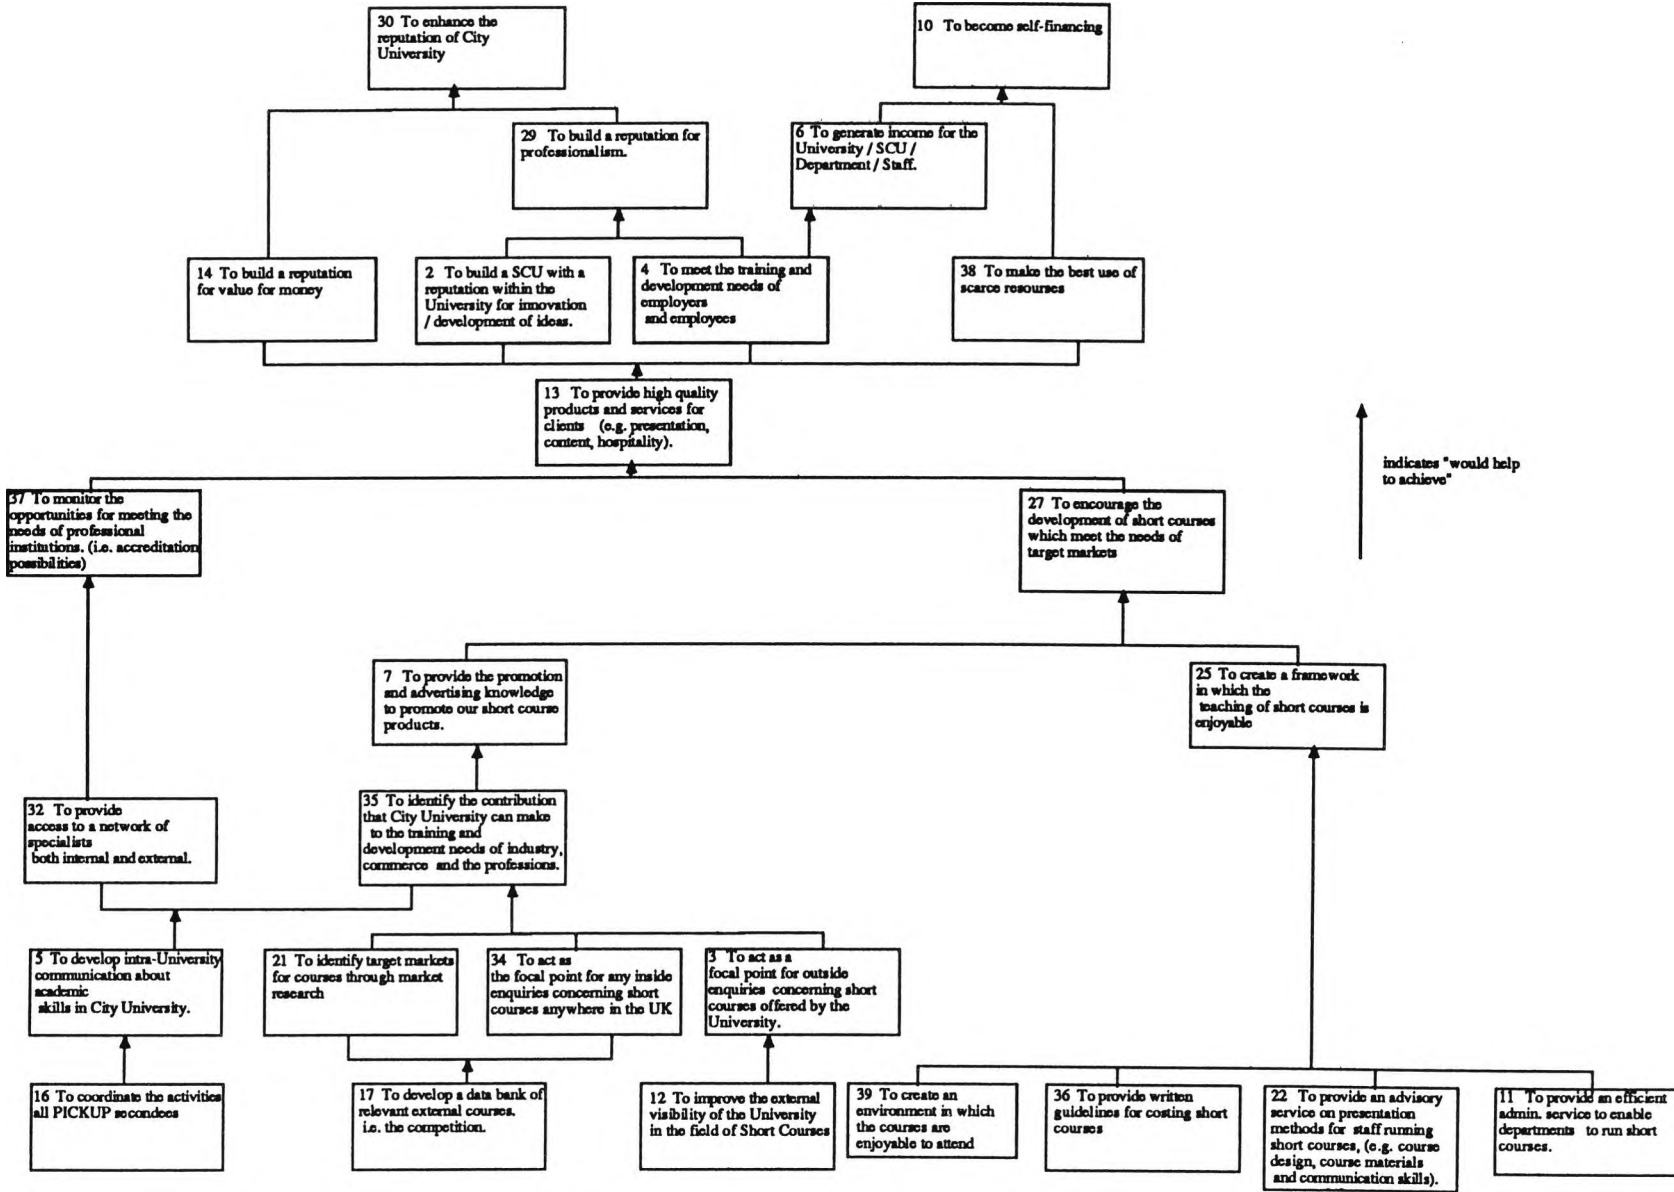 30 To enhance the
reputation of City
University
10 To become self-financing
29 To build a reputation for
professionalism.
6 To generate income for the
University / SCU /
Department / Staff.
14 To build a reputation
for value for money
2 To build a SCU with a
reputation within the
University for innovation
/ development of ideas.
4 To meet the training and
development needs of
employers
and employees
38 To make the best use of
scarce resourses
13 To provide high quality
products and services for
clients (e.g. presentation,
content, hospitality).
indicates "would help
to achieve"
37 To monitor the
opportunities for meeting the
needs of professional
institutions. (i.e. accreditation
possibilities)
27 To encourage the
development of short courses
which meet the needs of
target markets
7 To provide the promotion
and advertising knowledge
to promote our short course
products.
25 To create a framework
in which the
teaching of short courses is
enjoyable
32 To provide
access to a network of
specialists
both internal and external.
35 To identify the contribution
that City University can make
to the training and
development needs of industry,
commerce and the professions.
5 To develop intra-University
communication about
academic
skills in City University.
21 To identify target markets
for courses through market
research
34 To act as
the focal point for any inside
enquiries concerning short
courses anywhere in the UK
3 To act as a
focal point for outside
enquiries concerning short
courses offered by the
University.
16 To coordinate the activities
all PICKUP secondees
17 To develop a data bank of
relevant external courses.
i.e. the competition.
12 To improve the external
visibility of the University
in the field of Short Courses
39 To create an
environment in which
the courses are
enjoyable to attend
36 To provide written
guidelines for costing short
courses
22 To provide an advisory
service on presentation
methods for staff running
short courses, (e.g. course
design, course materials
and communication skills).
11 To provide an efficient
admin. service to enable
departments to run short
courses.